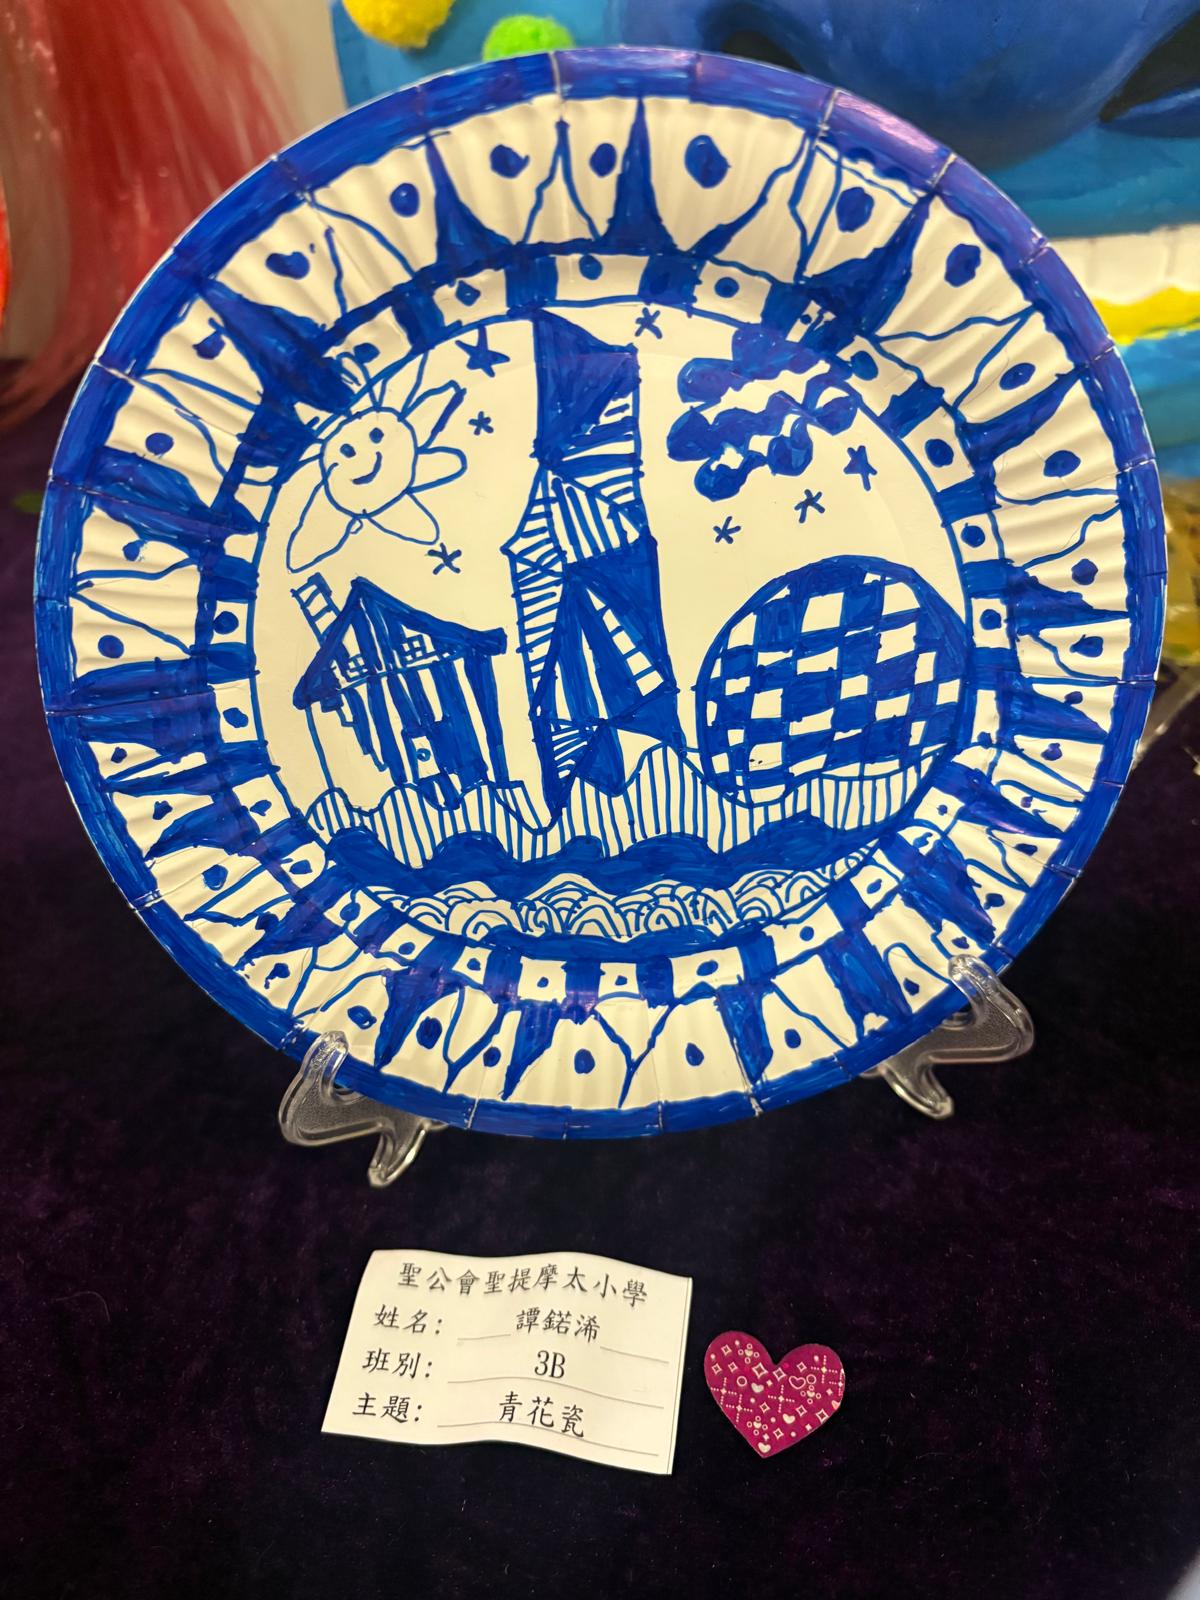 聖公會聖提摩太小學
姓名: 譚鍩浠
班別: 3B
主題: 青花瓷